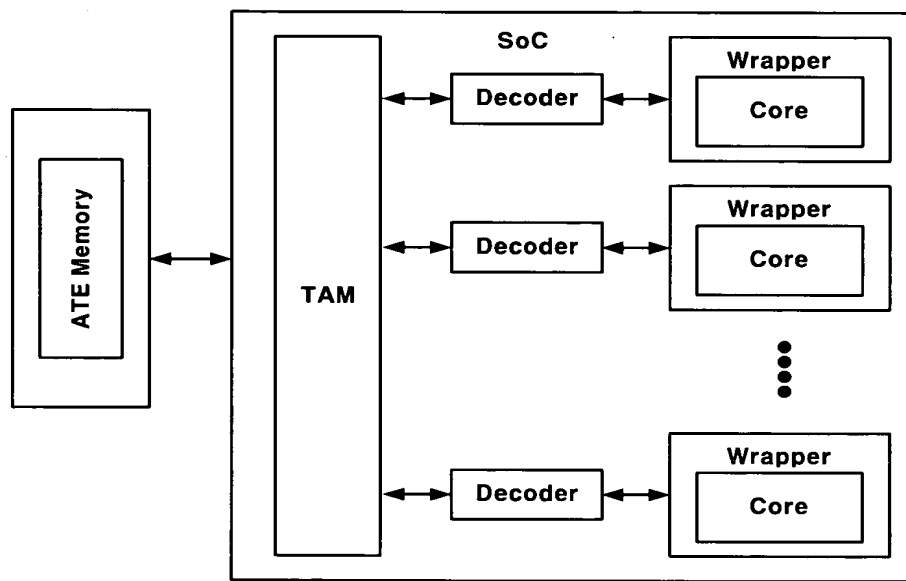 SoC
ATE Memory
TAM
Decoder
Wrapper
Core
Decoder
Wrapper
Core
Decoder
Wrapper
Core